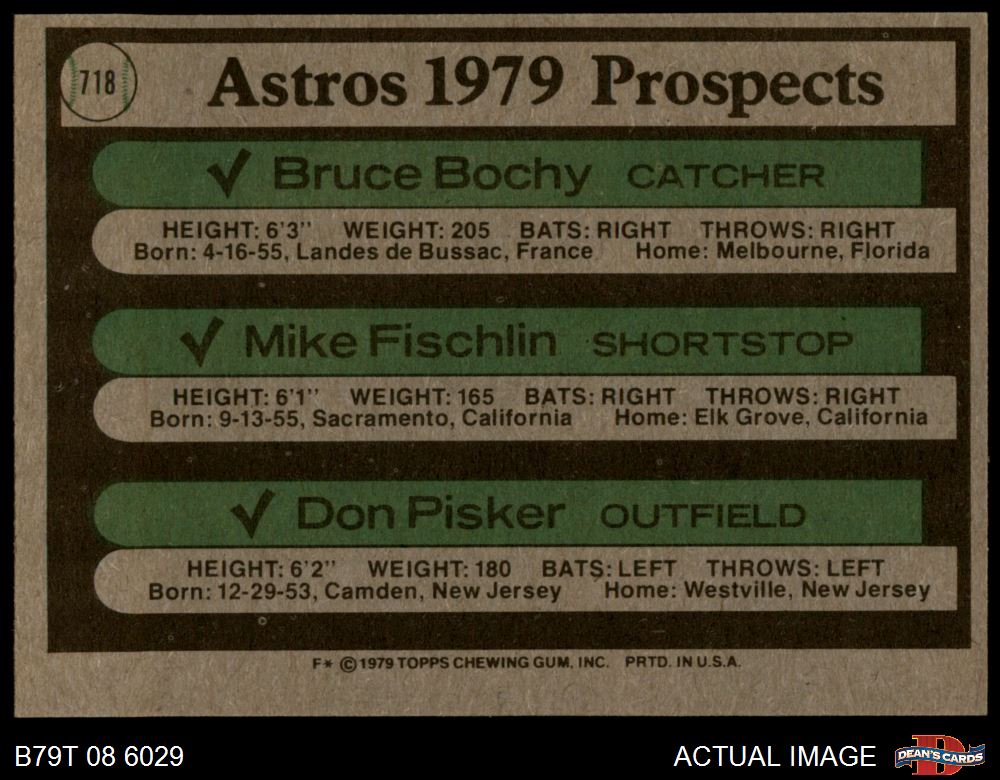 718
Astros 1979 Prospects
Bruce Bochy CATCHER
HEIGHT: 6'3" WEIGHT: 205 BATS: RIGHT THROWS: RIGHT
Born: 4-16-55, Landes de Bussac, France Home: Melbourne, Florida
Mike Fischlin SHORTSTOP
HEIGHT: 6'1" WEIGHT: 165 BATS: RIGHT THROWS: RIGHT
Born: 9-13-55, Sacramento, California Home: Elk Grove, California
Don Pisker OUTFIELD
HEIGHT: 6'2" WEIGHT: 180 BATS: LEFT THROWS: LEFT
Born: 12-29-53, Camden, New Jersey Home: Westville, New Jersey
F* © 1979 TOPPS CHEWING GUM, INC. PRTD. IN U.S.A.
B79T 08 6029
ACTUAL IMAGE
D
DEAN'S CARDS